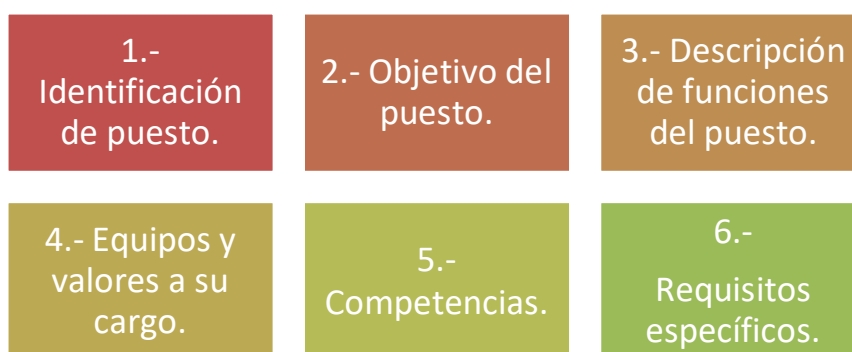 1.-
Identificación
de puesto.
2.- Objetivo del
puesto.
3.- Descripción
de funciones
del puesto.
4.- Equipos y
valores a su
cargo.
5.-
Competencias.
6.-
Requisitos
específicos.